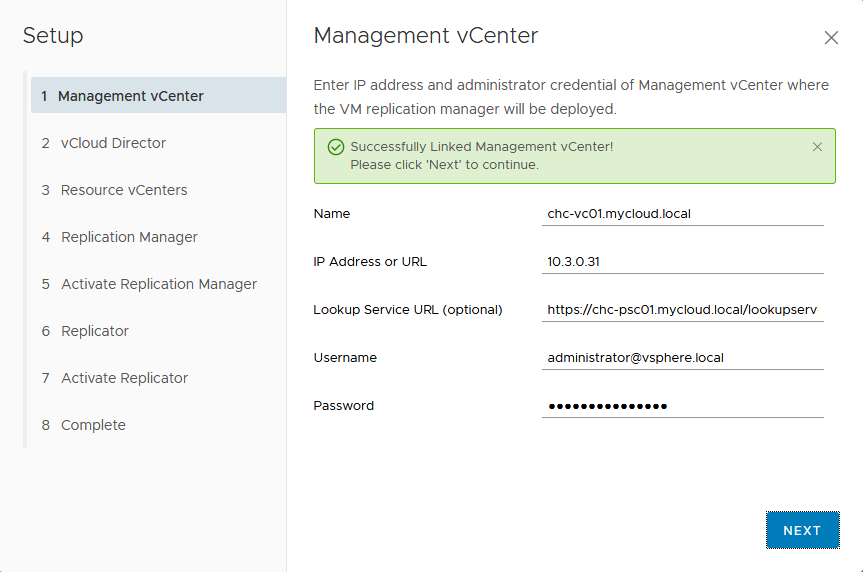 Setup
1 Management vCenter
2 vCloud Director
3 Resource vCenters
4 Replication Manager
5 Activate Replication Manager
6 Replicator
7 Activate Replicator
8 Complete
Management vCenter
Enter IP address and administrator credential of Management vCenter where
the VM replication manager will be deployed.
Successfully Linked Management vCenter!
Please click 'Next' to continue.
Name chc-vc01.mycloud.local
IP Address or URL 10.3.0.31
Lookup Service URL (optional) https://chc-psc01.mycloud.local/lookupserv
Username administrator@vsphere.local
Password •••••••••••••••
NEXT